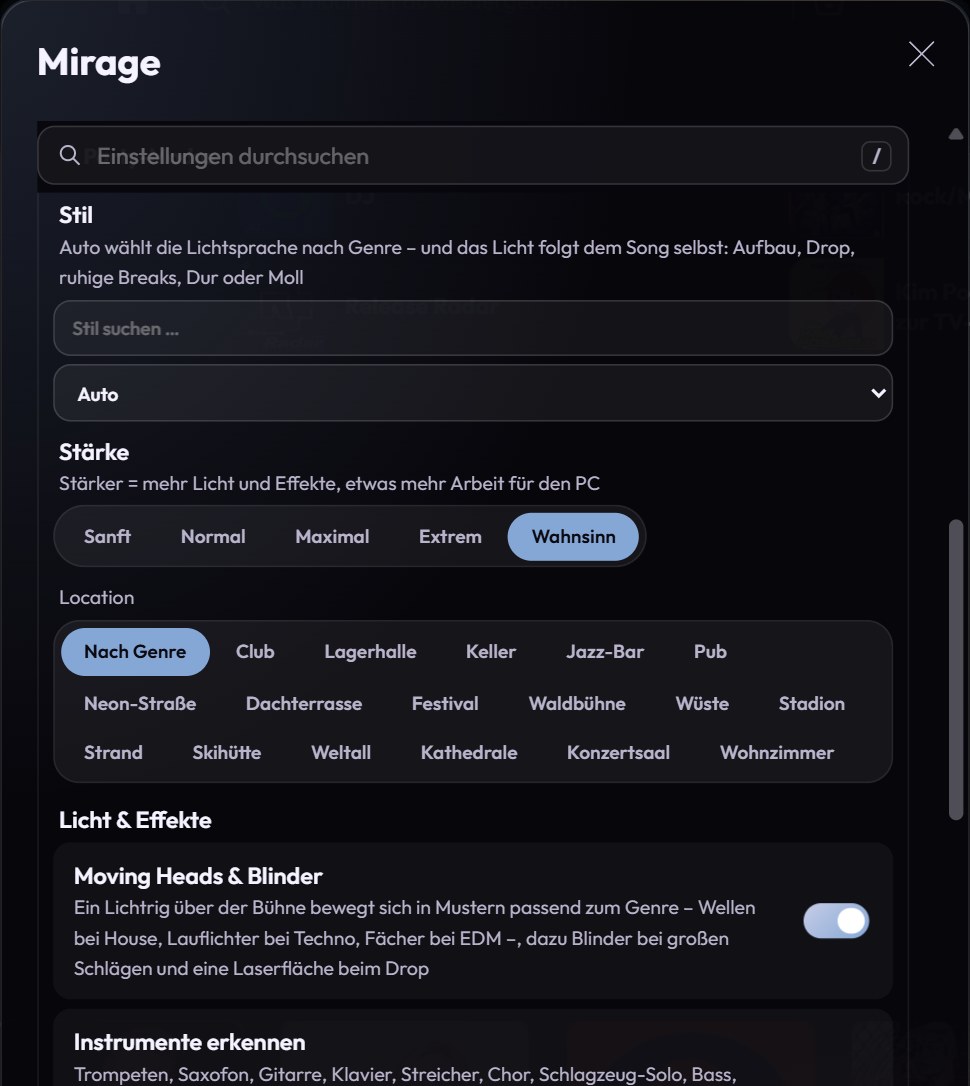 Mirage
Einstellungen durchsuchen
/
Stil
Auto wählt die Lichtsprache nach Genre – und das Licht folgt dem Song selbst: Aufbau, Drop,
ruhige Breaks, Dur oder Moll
Release Radar
Stil suchen ...
Auto
Stärke
Stärker = mehr Licht und Effekte, etwas mehr Arbeit für den PC
Sanft Normal Maximal Extrem Wahnsinn
Location
Nach Genre Club Lagerhalle Keller Jazz-Bar Pub
Neon-Straße Dachterrasse Festival Waldbühne Wüste Stadion
Strand Skihütte Weltall Kathedrale Konzertsaal Wohnzimmer
Licht & Effekte
Moving Heads & Blinder
Ein Lichtrig über der Bühne bewegt sich in Mustern passend zum Genre – Wellen
bei House, Lauflichter bei Techno, Fächer bei EDM –, dazu Blinder bei großen
Schlägen und eine Laserfläche beim Drop
Instrumente erkennen
Trompeten, Saxofon, Gitarre, Klavier, Streicher, Chor, Schlagzeug-Solo, Bass,